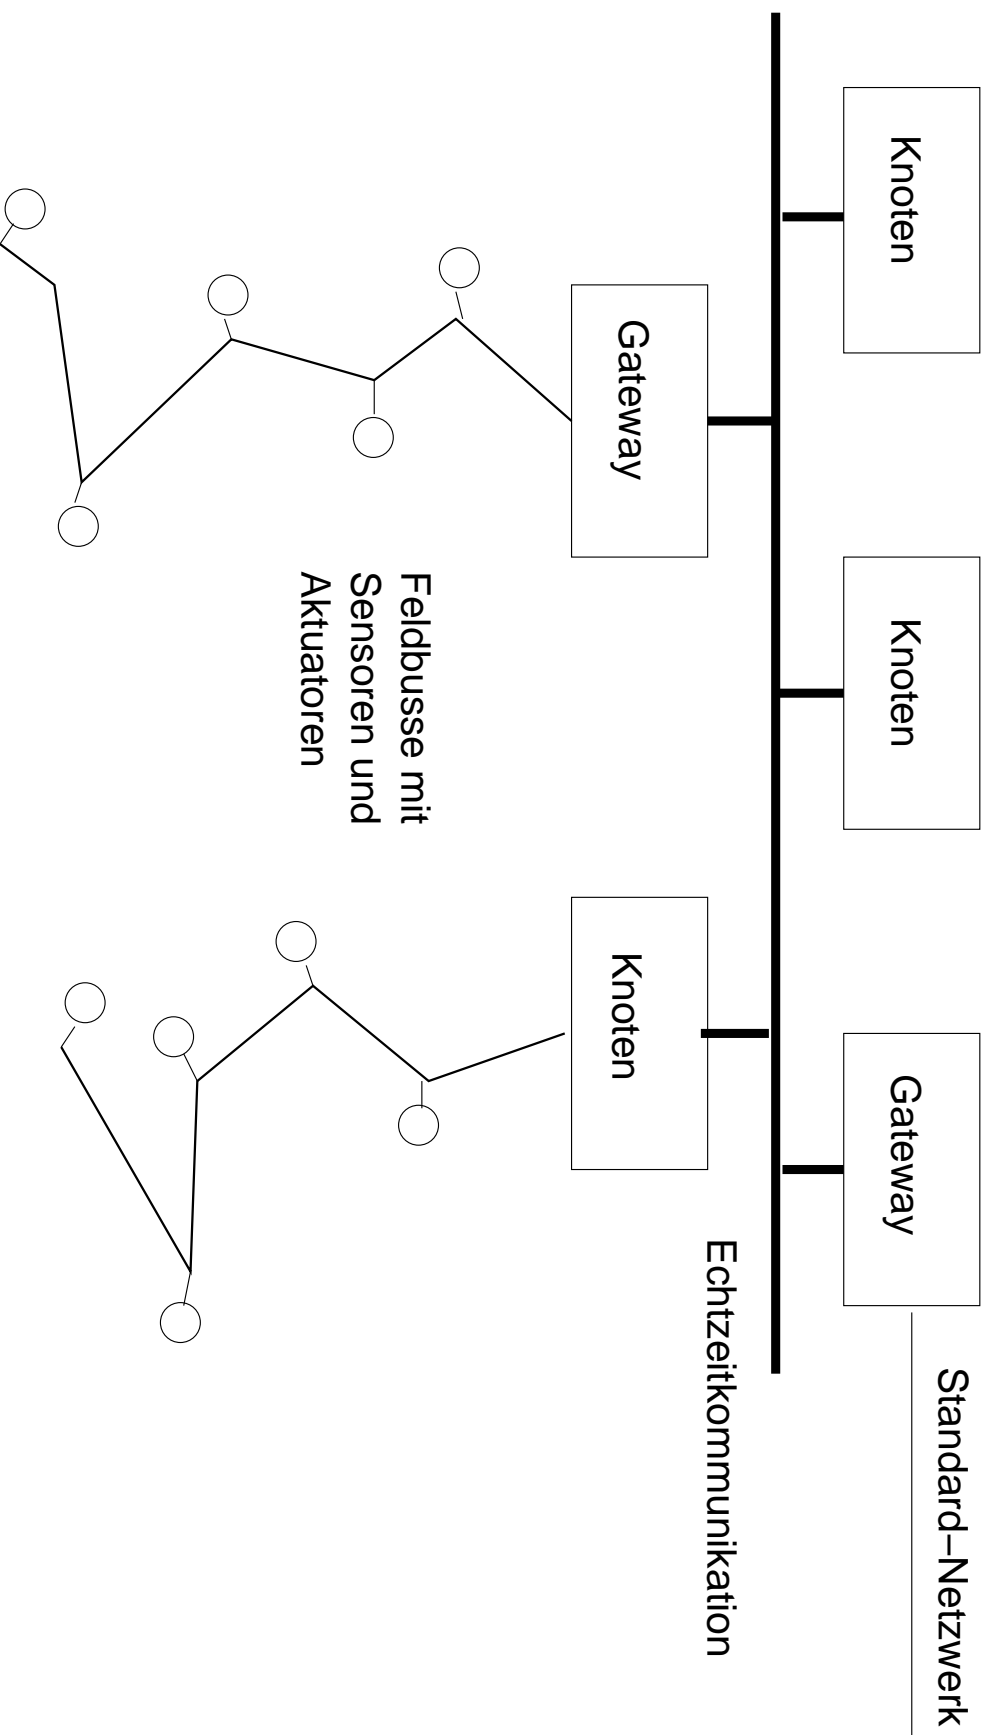 Knoten
Knoten
Gateway
Standard–Netzwerk
Echtzeitkommunikation
Gateway
Knoten
Feldbusse mit
Sensoren und
Aktuatoren